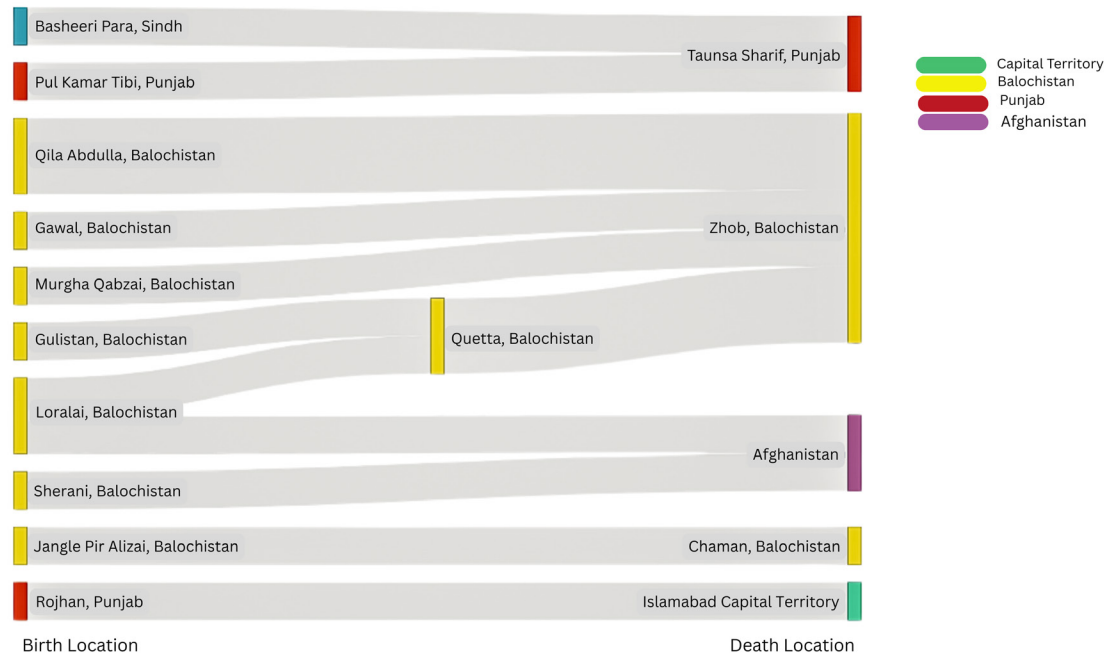 Basheeri Para, Sindh
Taunsa Sharif, Punjab
Pul Kamar Tibi, Punjab
Qila Abdulla, Balochistan
Gawal, Balochistan
Zhob, Balochistan
Murgha Qabzai, Balochistan
Gulistan, Balochistan
Quetta, Balochistan
Loralai, Balochistan
Afghanistan
Sherani, Balochistan
Jangle Pir Alizai, Balochistan
Chaman, Balochistan
Rojhan, Punjab
Islamabad Capital Territory
Birth Location
Death Location
Capital Territory
Balochistan
Punjab
Afghanistan